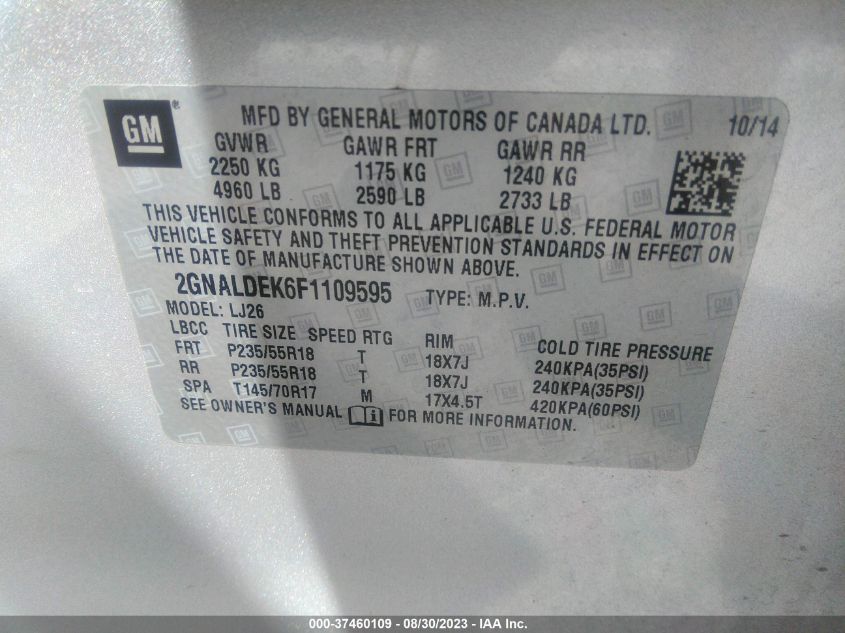 GM ®
MFD BY GENERAL MOTORS OF CANADA LTD. 10/14
GVWR GAWR FRT GAWR RR
2250 KG 1175 KG 1240 KG
4960 LB 2590 LB 2733 LB
THIS VEHICLE CONFORMS TO ALL APPLICABLE U.S. FEDERAL MOTOR
VEHICLE SAFETY AND THEFT PREVENTION STANDARDS IN EFFECT ON
THE DATE OF MANUFACTURE SHOWN ABOVE.
2GNALDEK6F1109595 TYPE: M.P.V.
MODEL: LJ26
LBCC TIRE SIZE SPEED RTG RIM COLD TIRE PRESSURE
FRT P235/55R18 T 18X7J 240KPA(35PSI)
RR P235/55R18 T 18X7J 240KPA(35PSI)
SPA T145/70R17 M 17X4.5T 420KPA(60PSI)
SEE OWNER'S MANUAL FOR MORE INFORMATION.
000-37460109 - 08/30/2023 - IAA Inc.